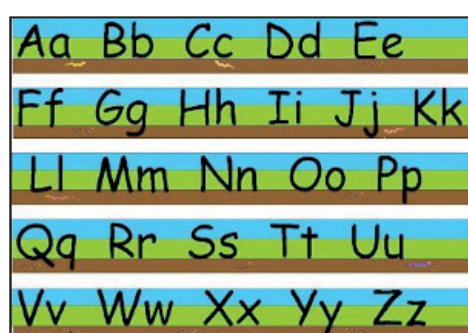 Aa Bb Cc Dd Ee
Ff Gg Hh Ii Jj Kk
Ll Mm Nn Oo Pp
Qq Rr Ss Tt Uu
Vv Ww Xx Yy Zz